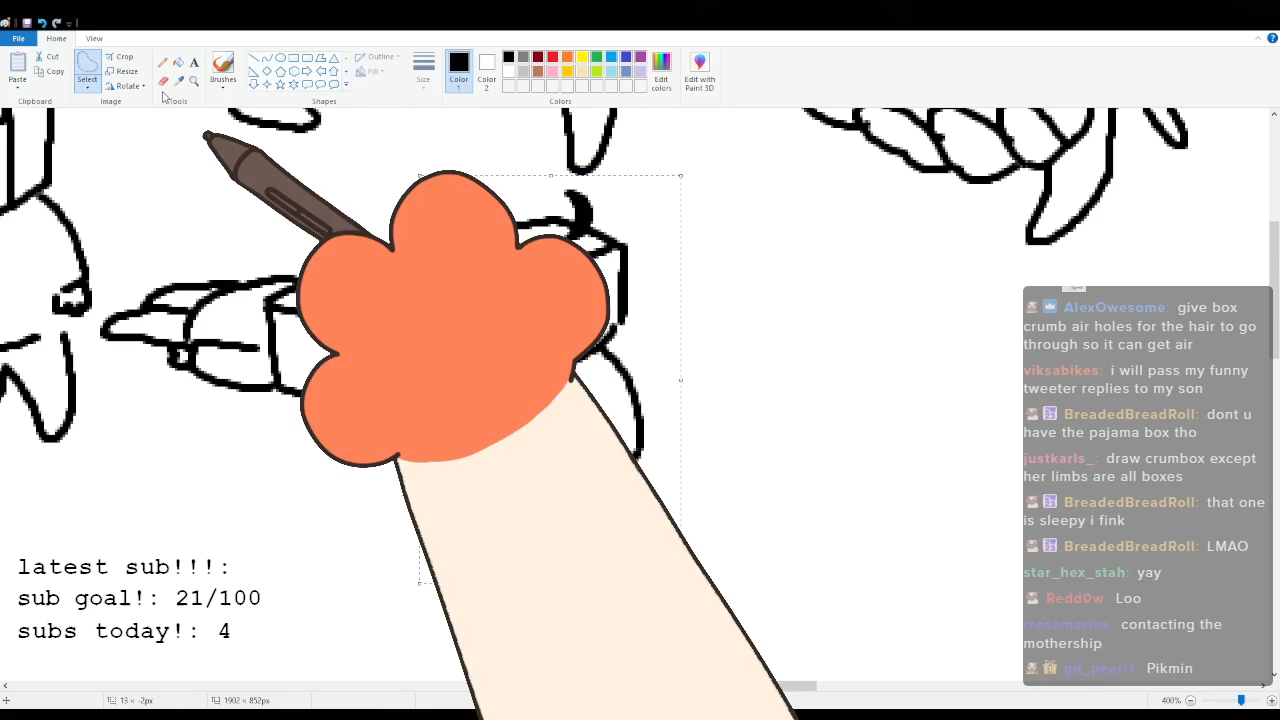 File Home View
Paste
Cut
Copy
Clipboard
Select
Crop
Resize
Rotate
Image
Tools
A
Brushes
Outline
Fill
Shapes
Size
Color
1
Color
2
Edit
colors
Colors
Edit with
Paint 3D
AlexOwesome: give box
crumb air holes for the hair to go
through so it can get air
viksabikes: i will pass my funny
tweeter replies to my son
BreadedBreadRoll: dont u
have the pajama box tho
justkarls_: draw crumbox except
her limbs are all boxes
BreadedBreadRoll: that one
is sleepy i fink
BreadedBreadRoll: LMAO
star_hex_stah: yay
Redd0w: Loo
rrosemaries: contacting the
mothership
gd_pearl1: Pikmin
latest sub!!!:
sub goal!: 21/100
subs today!: 4
13 × -2px
1902 × 852px
400%